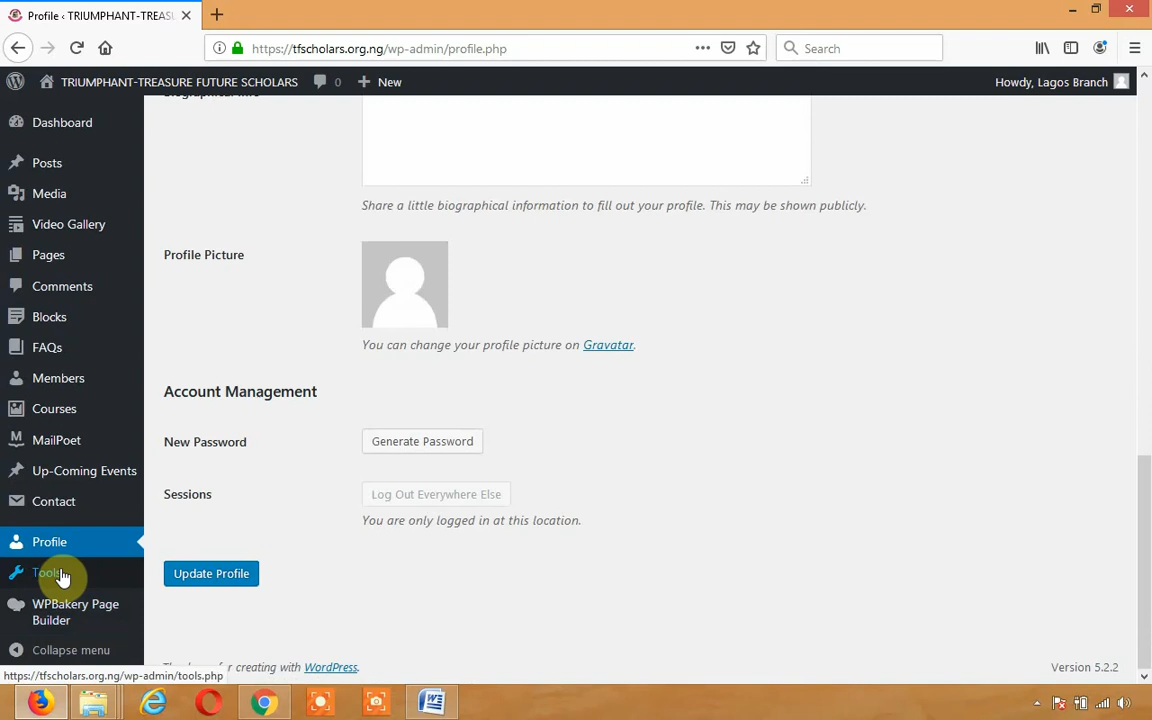 Profile ‹ TRIUMPHANT-TREASU
https://tfscholars.org.ng/wp-admin/profile.php
Search
TRIUMPHANT-TREASURE FUTURE SCHOLARS
0
New
Howdy, Lagos Branch
Dashboard
Posts
Media
Video Gallery
Pages
Comments
Blocks
FAQs
Members
Courses
MailPoet
Up-Coming Events
Contact
Profile
Tools
WPBakery Page
Builder
Collapse menu
Biographical Info
Share a little biographical information to fill out your profile. This may be shown publicly.
Profile Picture
You can change your profile picture on Gravatar.
Account Management
New Password
Generate Password
Sessions
Log Out Everywhere Else
You are only logged in at this location.
Update Profile
for creating with WordPress.
Version 5.2.2
https://tfscholars.org.ng/wp-admin/tools.php